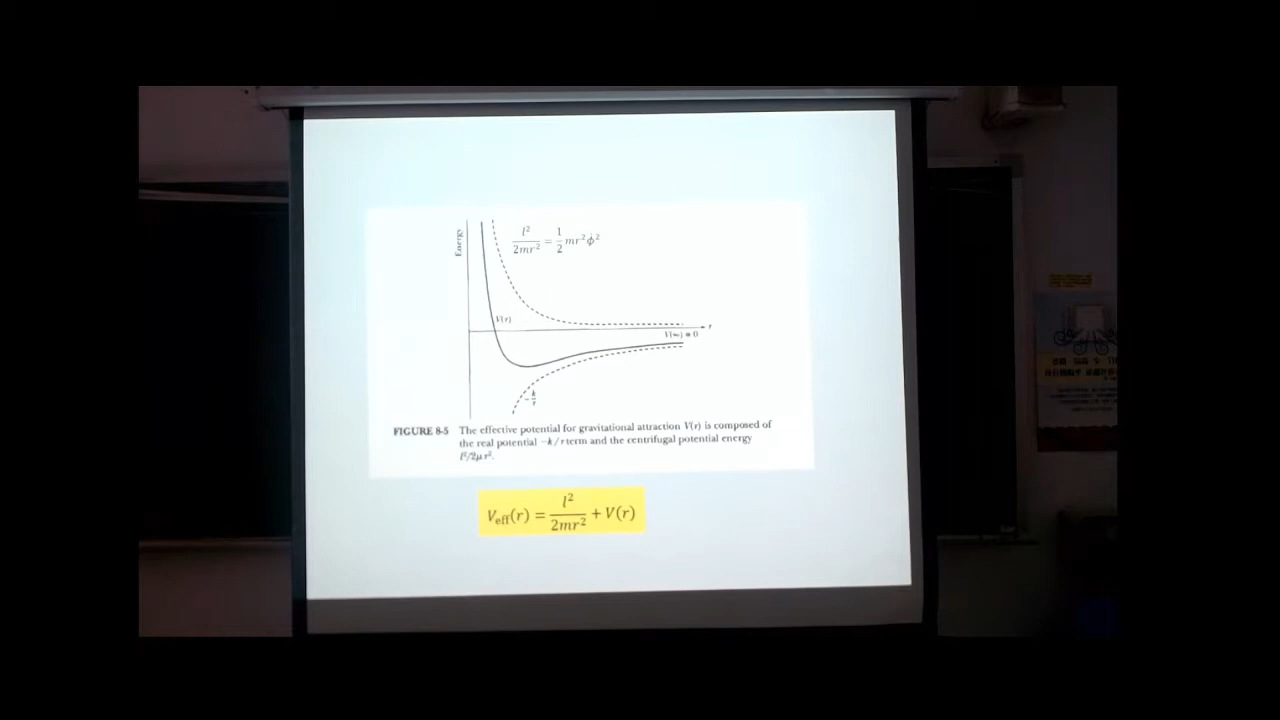 Energy
l²/2mr² = 1/2 mr²ϕ̇²
V(r)
r
V(∞) = 0
−k/r
FIGURE 8-5 The effective potential for gravitational attraction V(r) is composed of
the real potential −k/r term and the centrifugal potential energy
l²/2μr².
V_eff(r) = l²/2mr² + V(r)